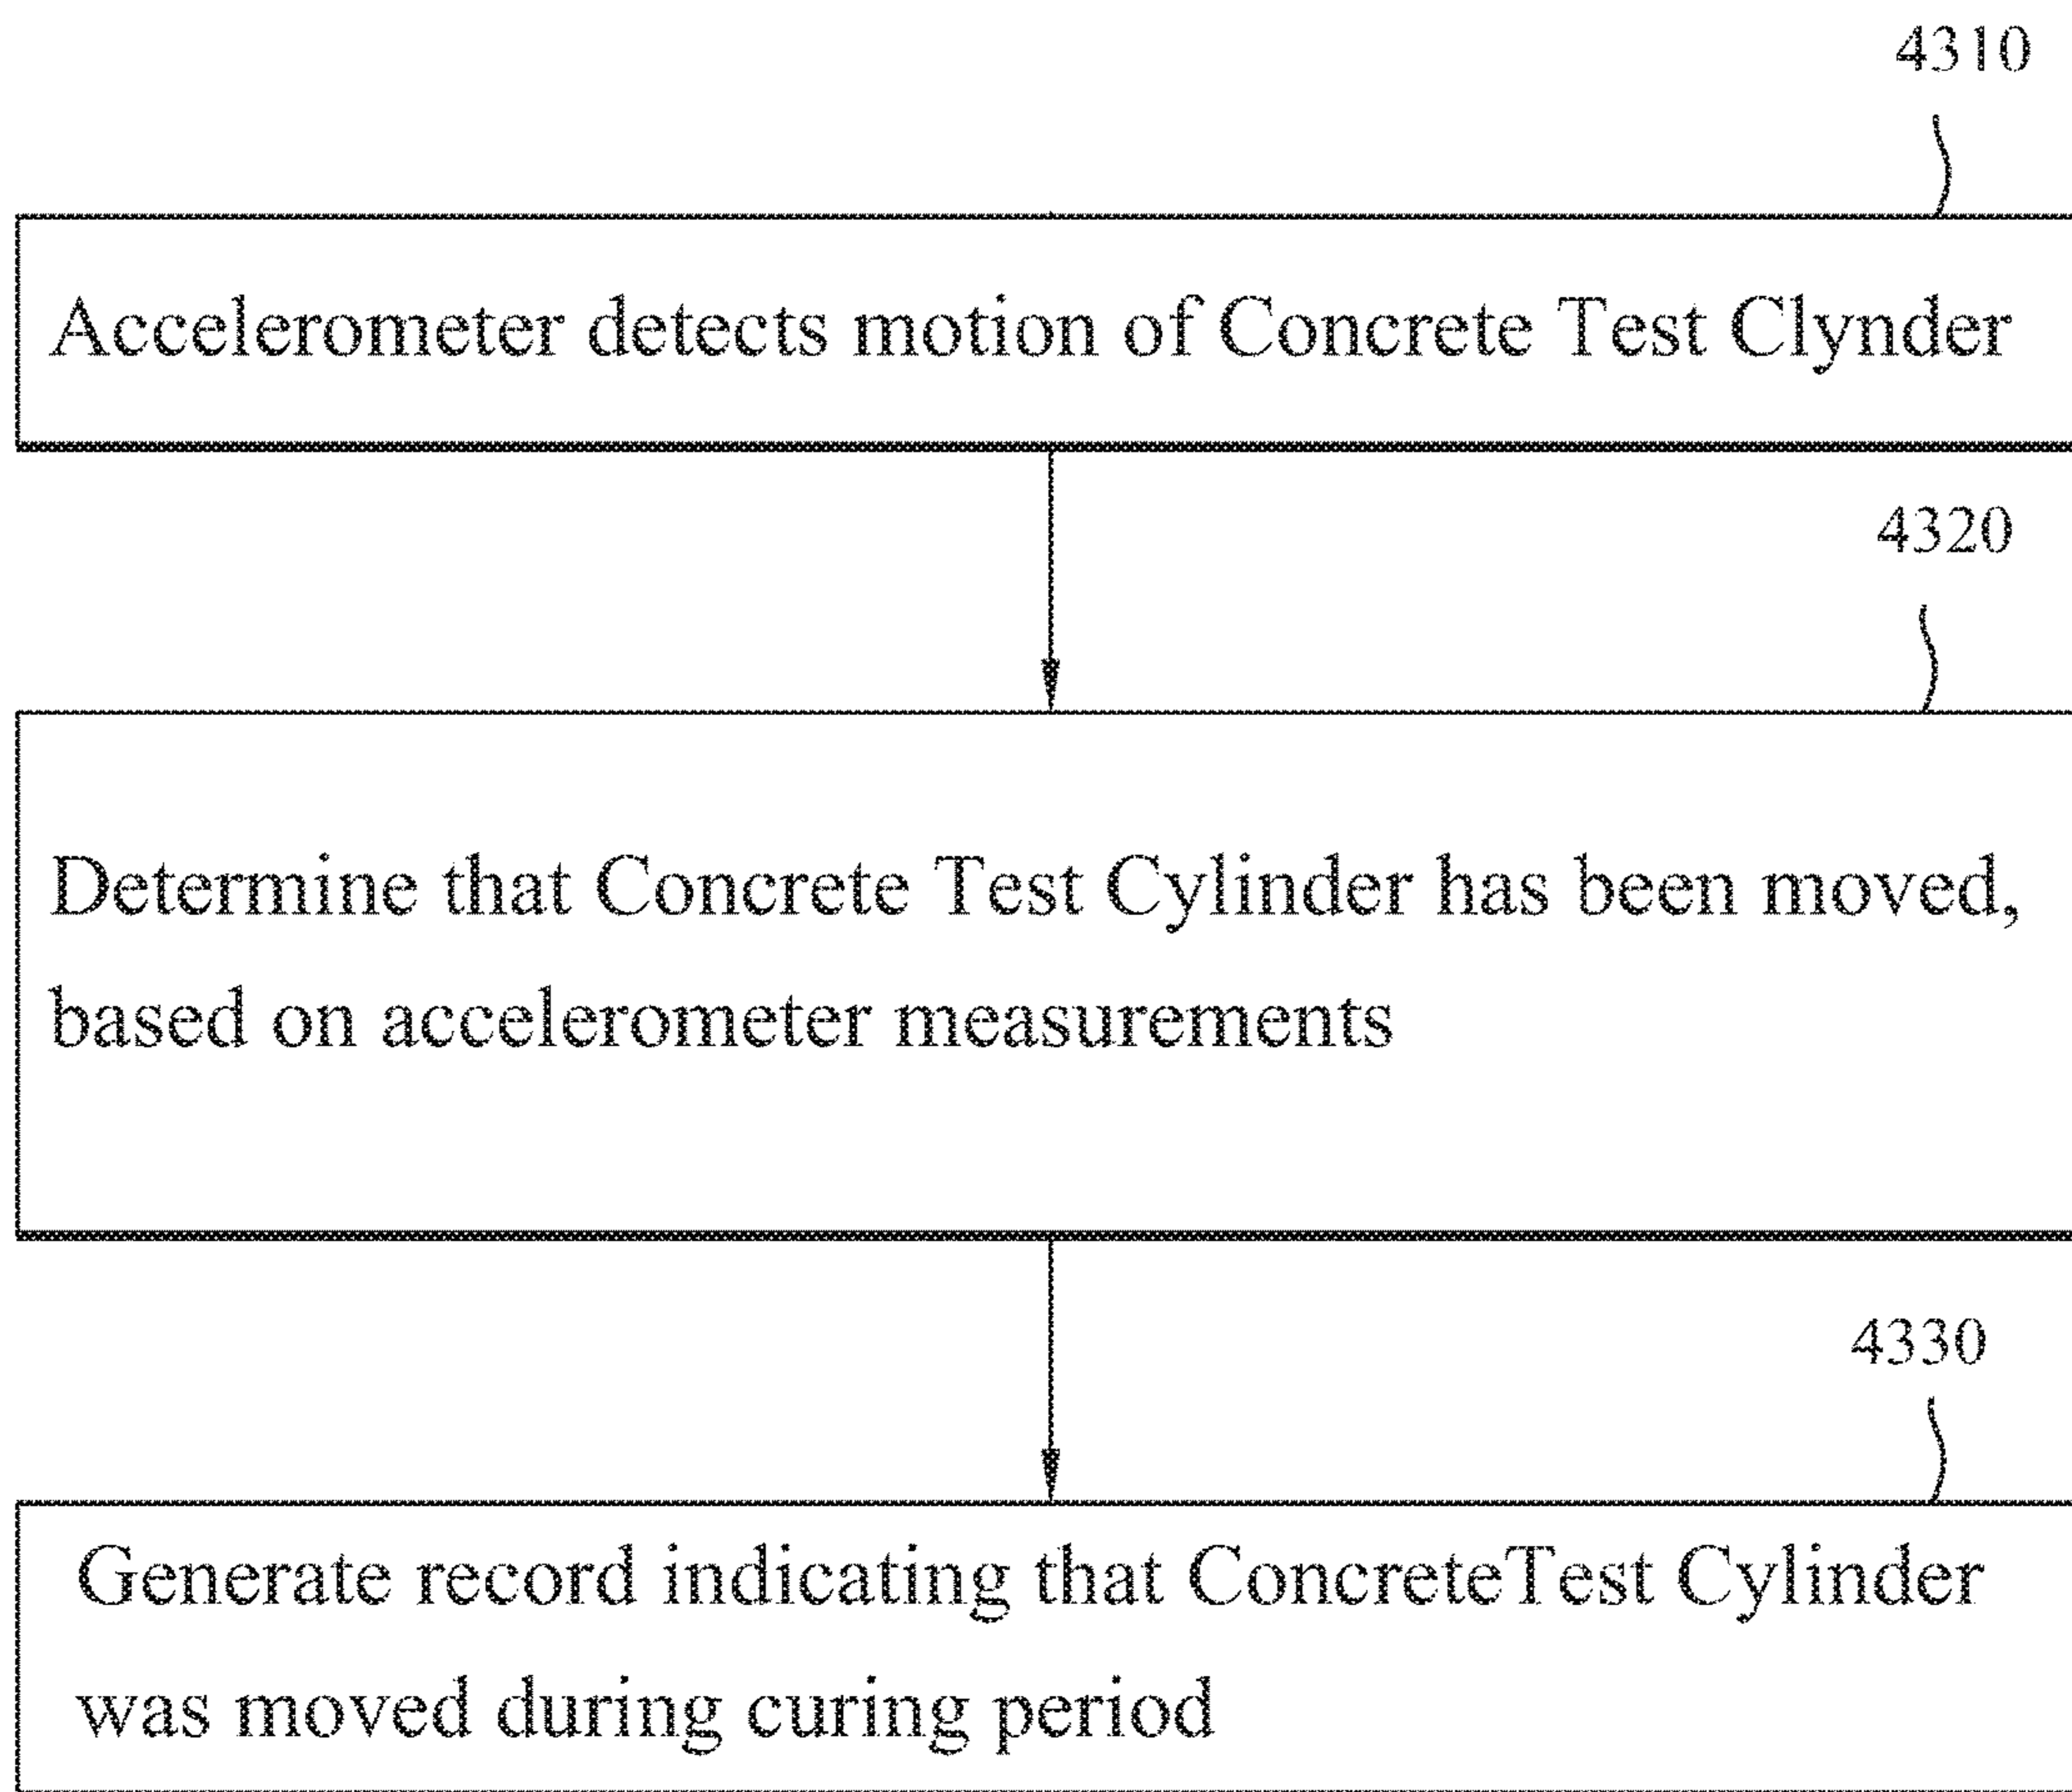 4310
Accelerometer detects motion of Concrete Test Clynder
4320
Determine that Concrete Test Cylinder has been moved,
based on accelerometer measurements
4330
Generate record indicating that ConcreteTest Cylinder
was moved during curing period